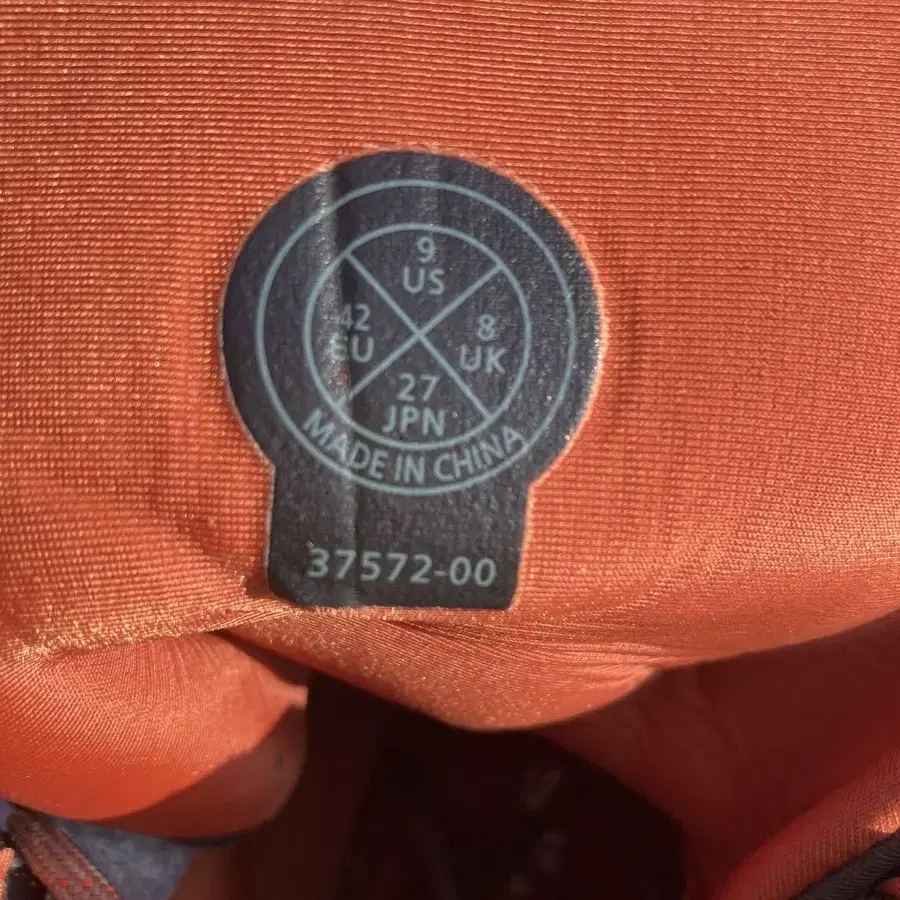 9
US
42
EU
8
UK
27
JPN
MADE IN CHINA
37572-00